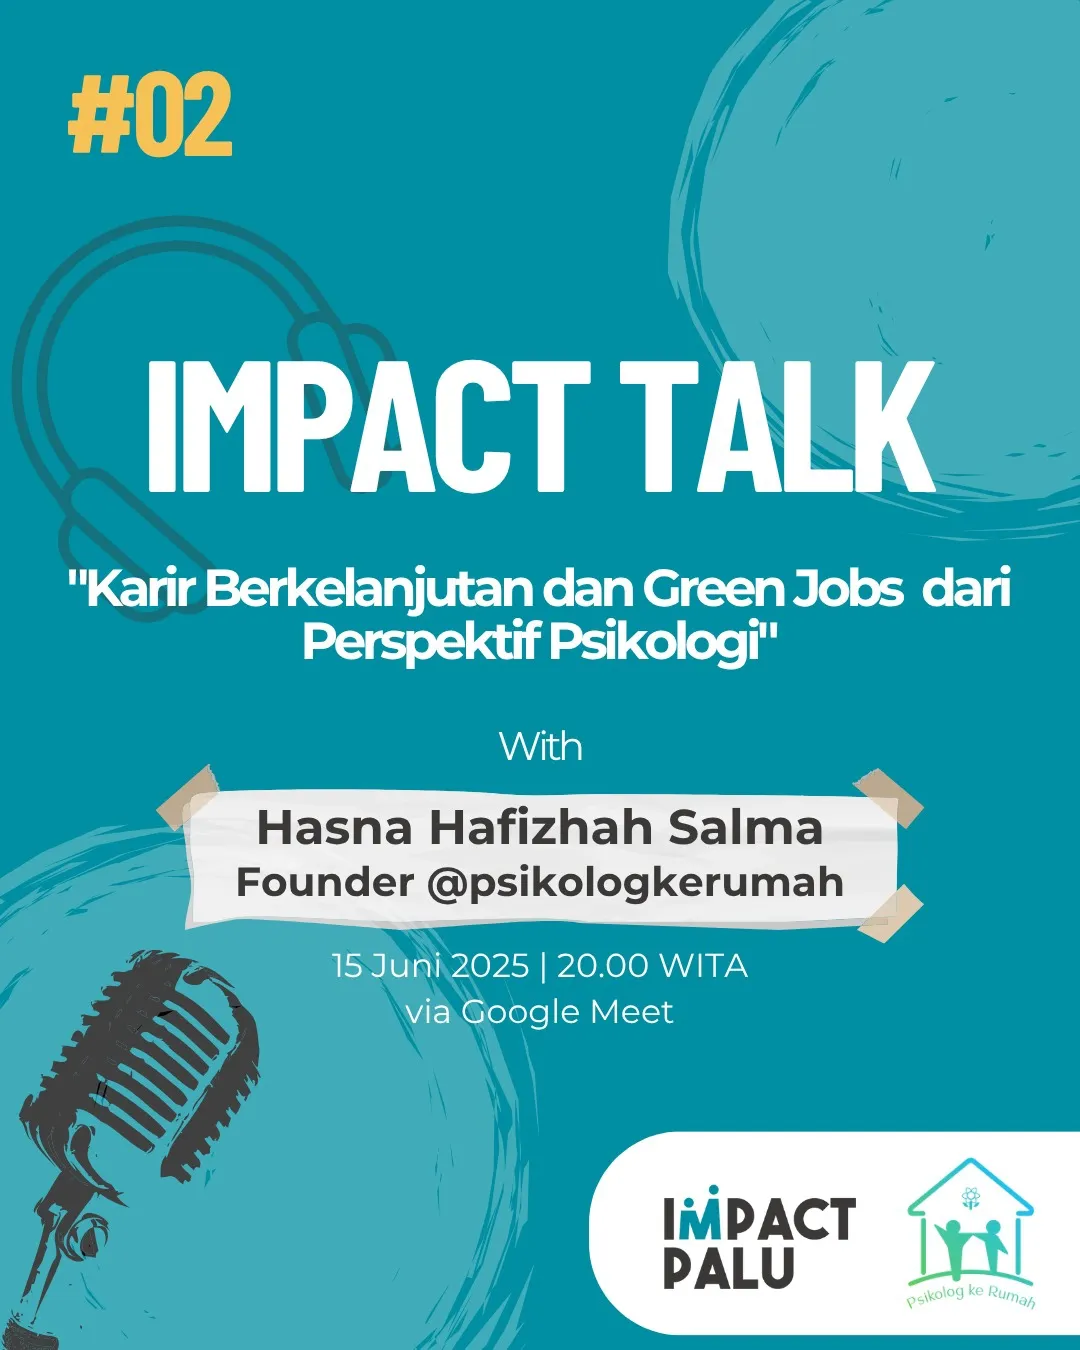 #02
IMPACT TALK
"Karir Berkelanjutan dan Green Jobs  dari
Perspektif Psikologi"
With
Hasna Hafizhah Salma
Founder @psikologkerumah
15 Juni 2025 | 20.00 WITA
via Google Meet
IMPACT
PALU
Psikolog ke Rumah